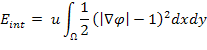 E_int = u ∫_Ω 1/2 (|∇φ| − 1)² dxdy